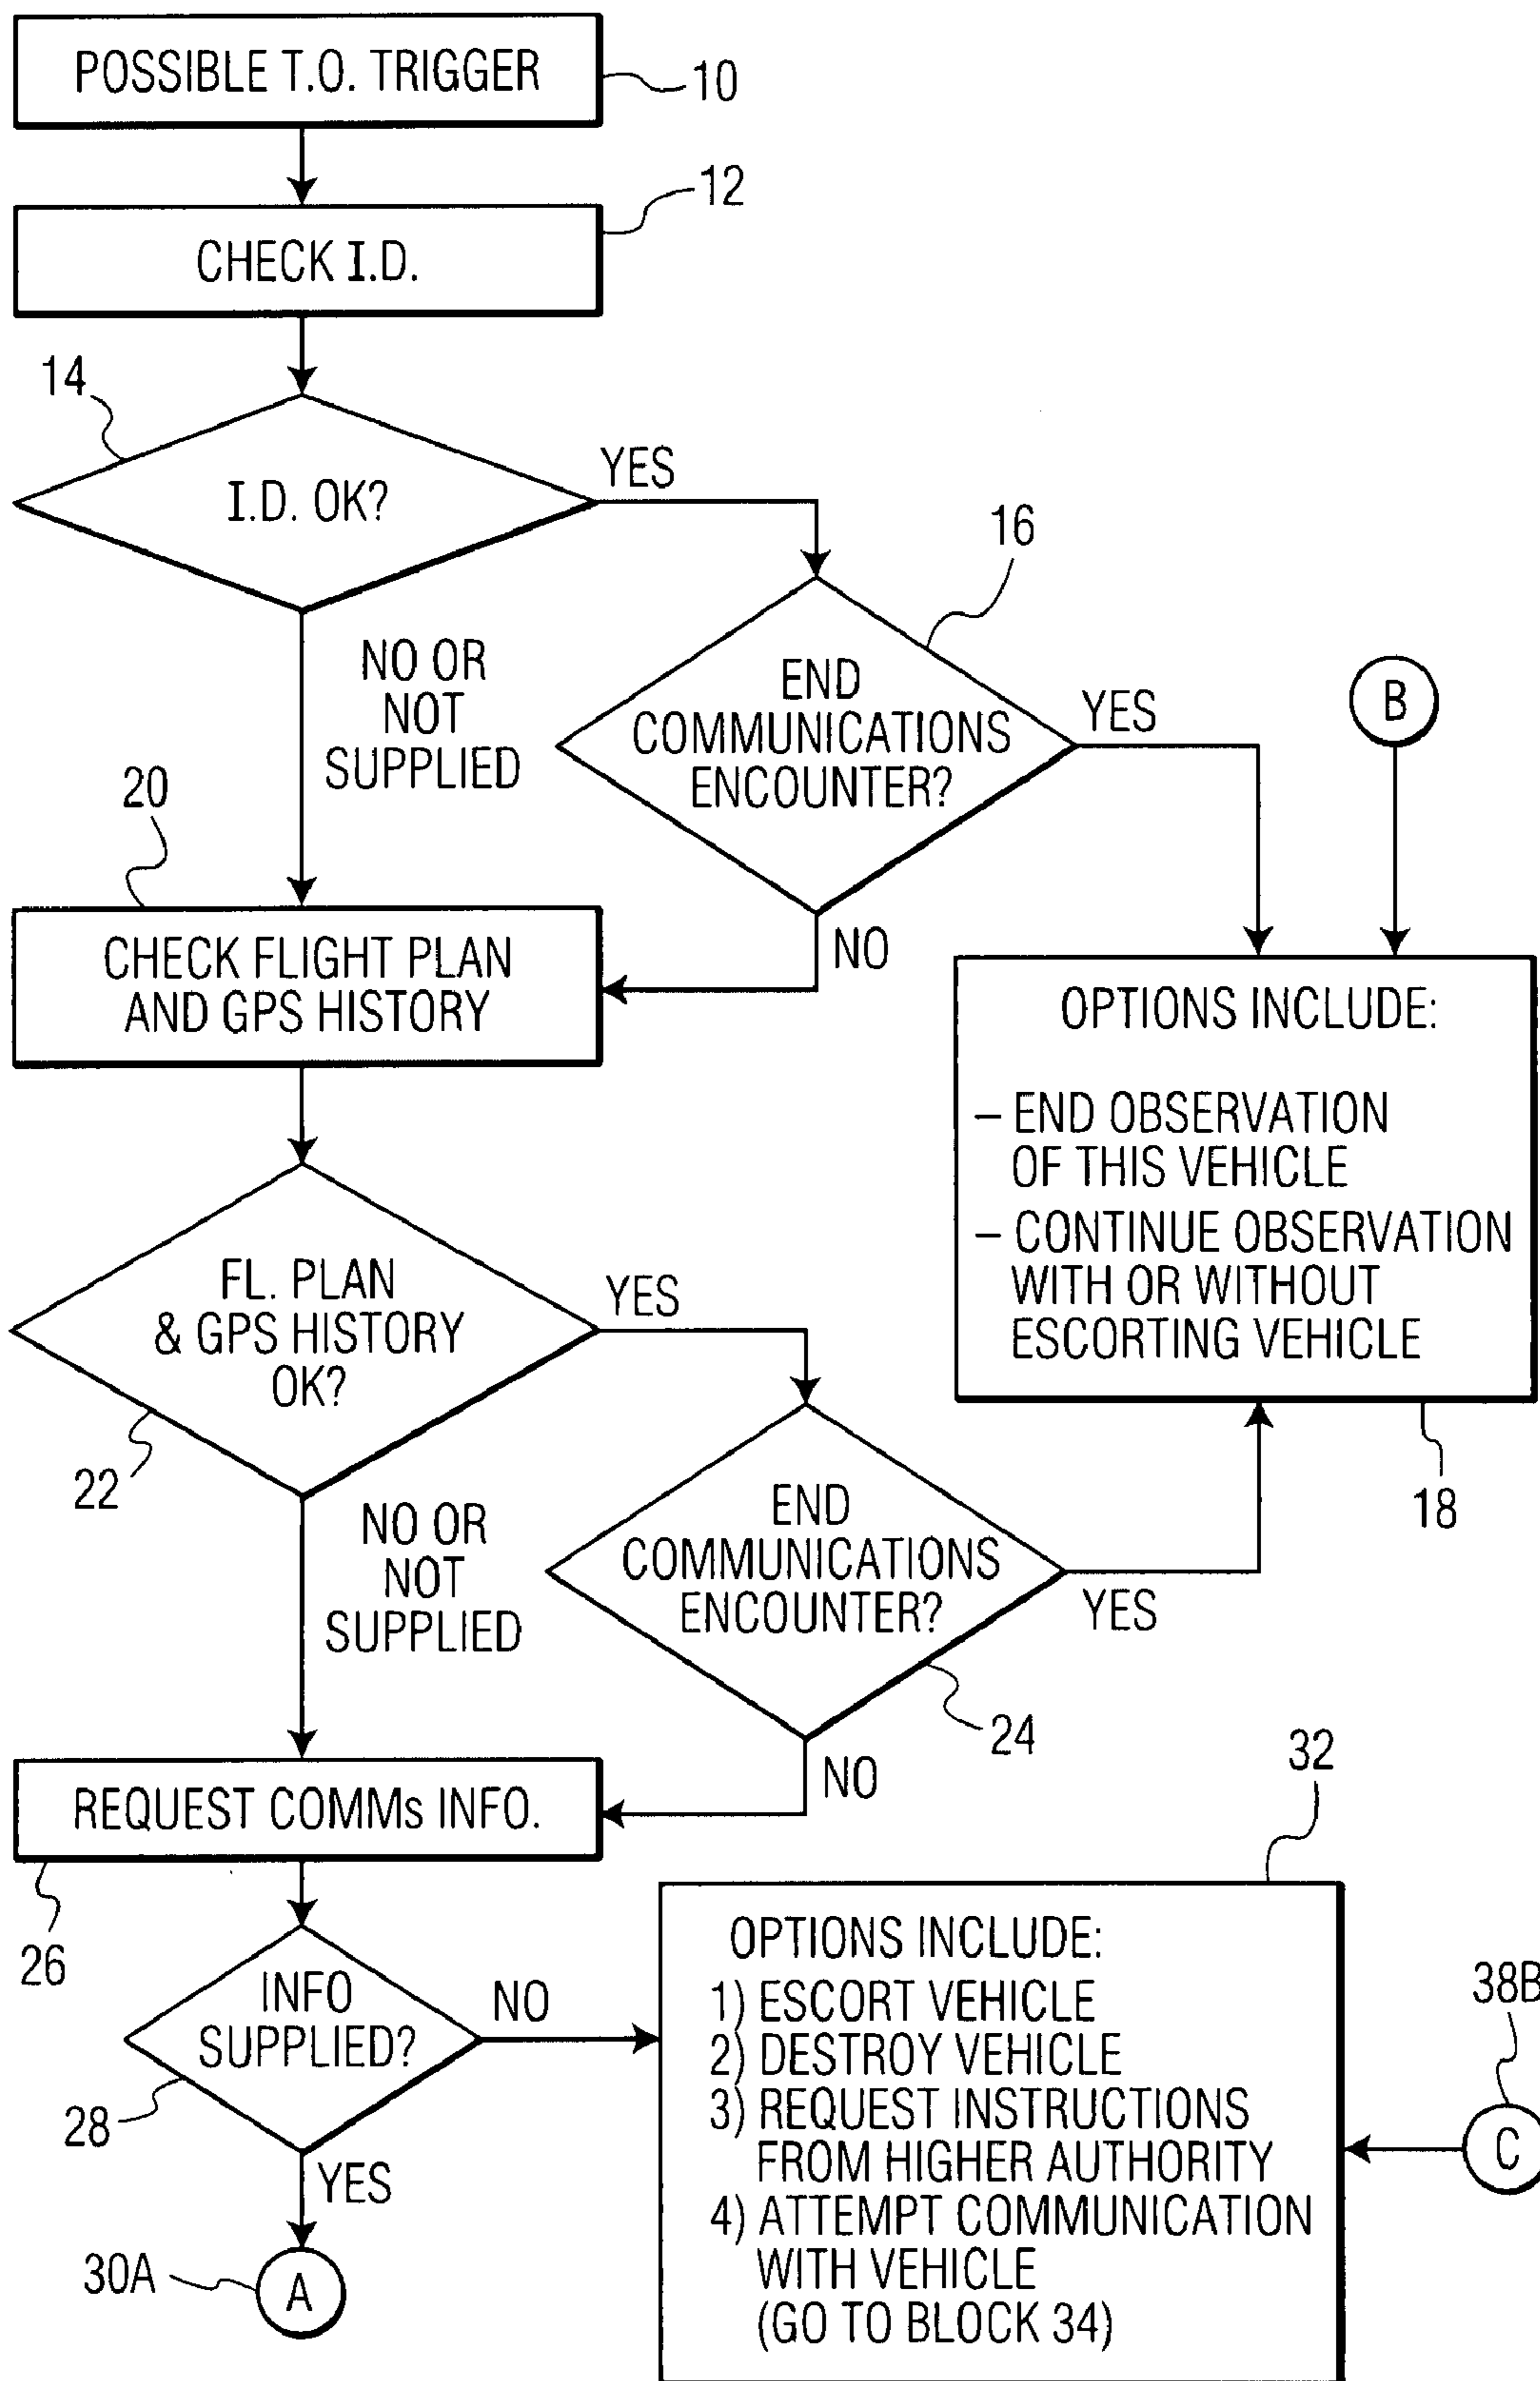 POSSIBLE T.O. TRIGGER
10
12
CHECK I.D.
14
I.D. OK?
YES
16
NO OR
NOT
SUPPLIED
END
COMMUNICATIONS
ENCOUNTER?
YES
B
20
NO
CHECK FLIGHT PLAN
AND GPS HISTORY
OPTIONS INCLUDE:
– END OBSERVATION
OF THIS VEHICLE
– CONTINUE OBSERVATION
WITH OR WITHOUT
ESCORTING VEHICLE
18
FL. PLAN
& GPS HISTORY
OK?
YES
22
NO OR
NOT
SUPPLIED
END
COMMUNICATIONS
ENCOUNTER?
YES
24
NO
REQUEST COMMs INFO.
26
32
INFO
SUPPLIED?
NO
28
YES
30A
A
OPTIONS INCLUDE:
1) ESCORT VEHICLE
2) DESTROY VEHICLE
3) REQUEST INSTRUCTIONS
FROM HIGHER AUTHORITY
4) ATTEMPT COMMUNICATION
WITH VEHICLE
(GO TO BLOCK 34)
38B
C